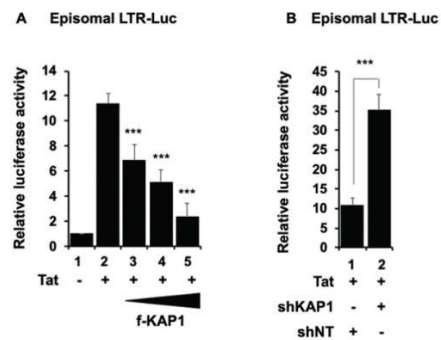 A Episomal LTR-Luc
Relative luciferase activity
14
12
10
8
6
4
2
0
***
***
***
1 2 3 4 5
Tat - + + + +
f-KAP1
B Episomal LTR-Luc
Relative luciferase activity
45
40
35
30
25
20
15
10
5
0
***
1 2
Tat + +
shKAP1 - +
shNT + -